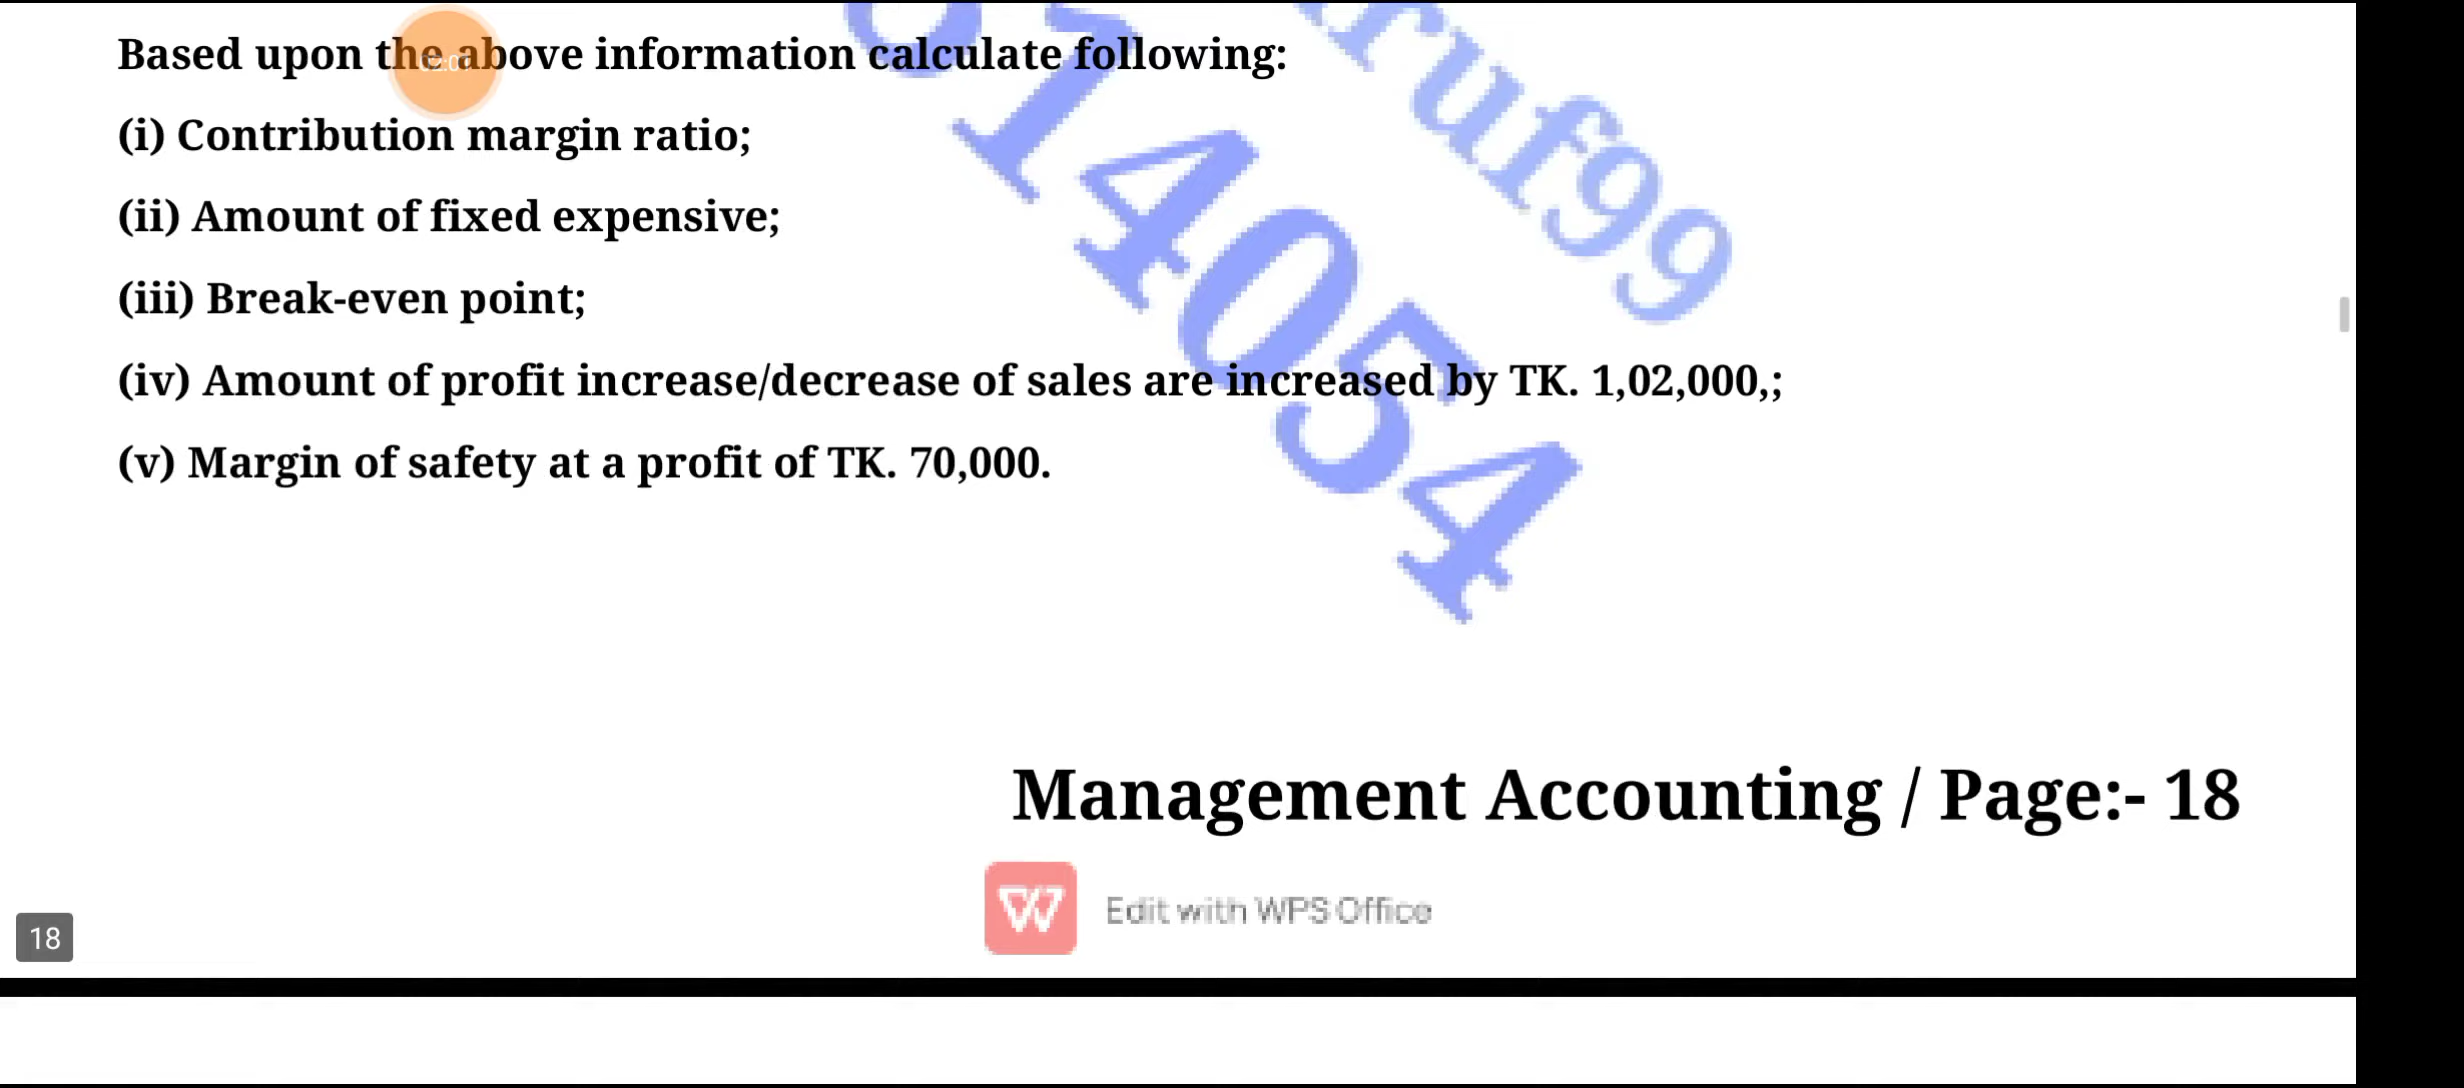 Based upon the above information calculate following:
(i) Contribution margin ratio;
(ii) Amount of fixed expensive;
(iii) Break-even point;
(iv) Amount of profit increase/decrease of sales are increased by TK. 1,02,000,;
(v) Margin of safety at a profit of TK. 70,000.
ruf99
14054
Management Accounting / Page:- 18
Edit with WPS Office
18